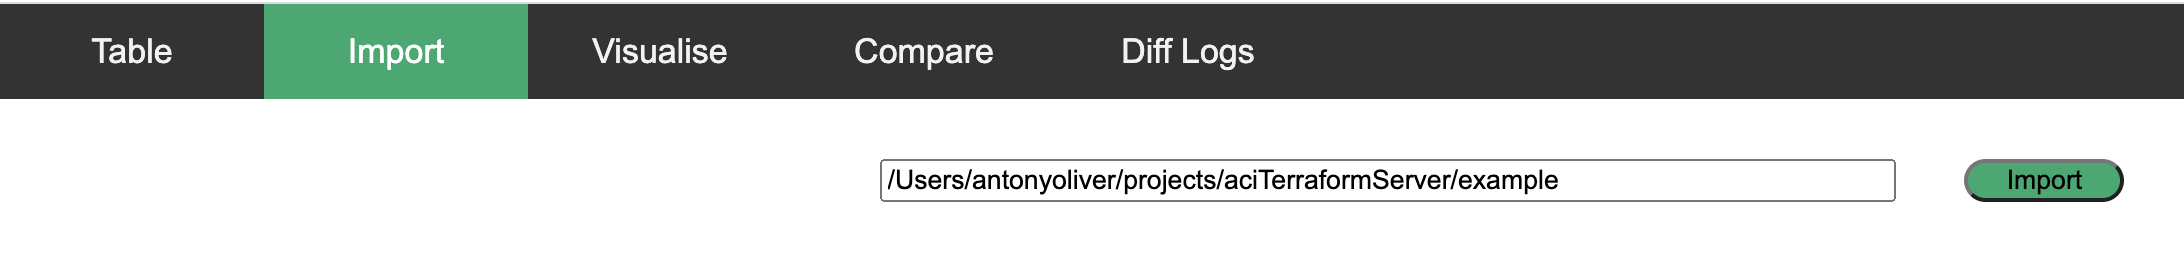 Table Import Visualise Compare Diff Logs
/Users/antonyoliver/projects/aciTerraformServer/example Import